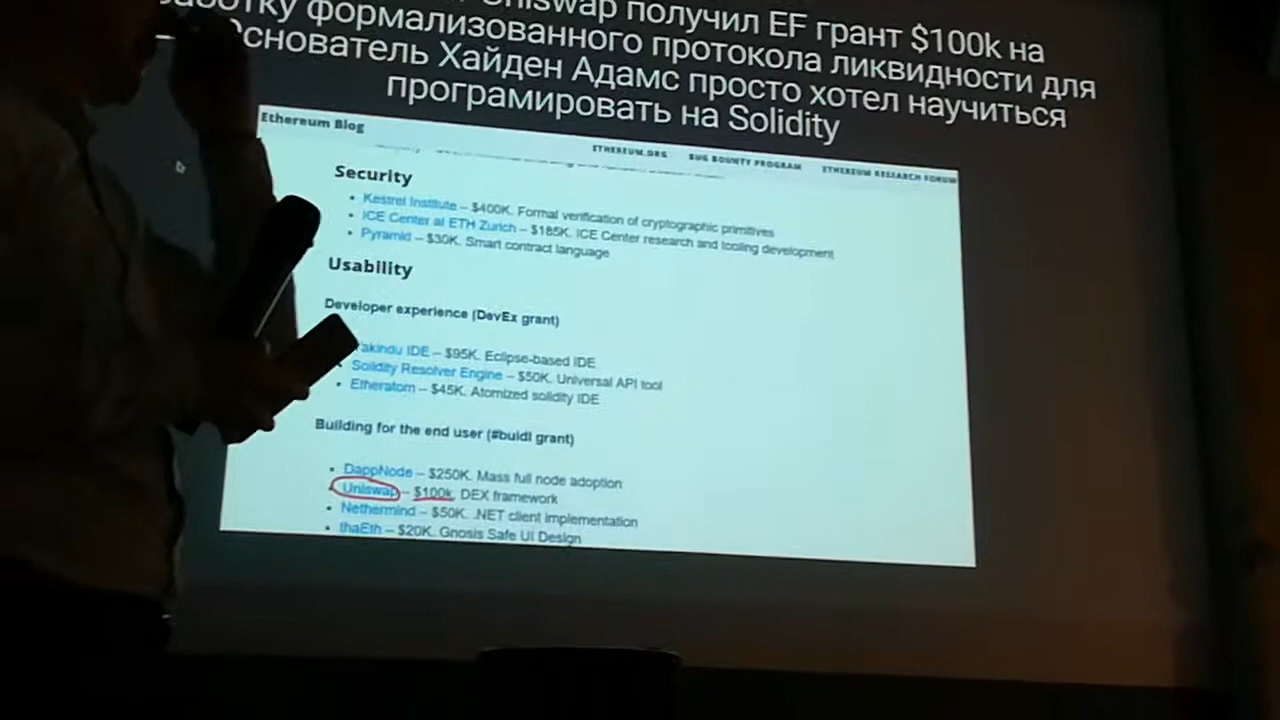 Uniswap получил EF грант $100k на
формализованного протокола ликвидности для
Основатель Хайден Адамс просто хотел научиться
програмировать на Solidity
Ethereum Blog
ETHEREUM.ORG BUG BOUNTY PROGRAM ETHEREUM RESEARCH FORUM
Security
• Kestrel Institute – $400K. Formal verification of cryptographic primitives
• ICE Center at ETH Zurich – $185K. ICE Center research and tooling development
• Pyramid – $30K. Smart contract language
Usability
Developer experience (DevEx grant)
akindu IDE – $95K. Eclipse-based IDE
• Solidity Resolver Engine – $50K. Universal API tool
• Etheratom – $45K. Atomized solidity IDE
Building for the end user (#buidl grant)
• DappNode – $250K. Mass full node adoption
• Uniswap – $100k. DEX framework
• Nethermind – $50K. .NET client implementation
• thaEth – $20K. Gnosis Safe UI Design